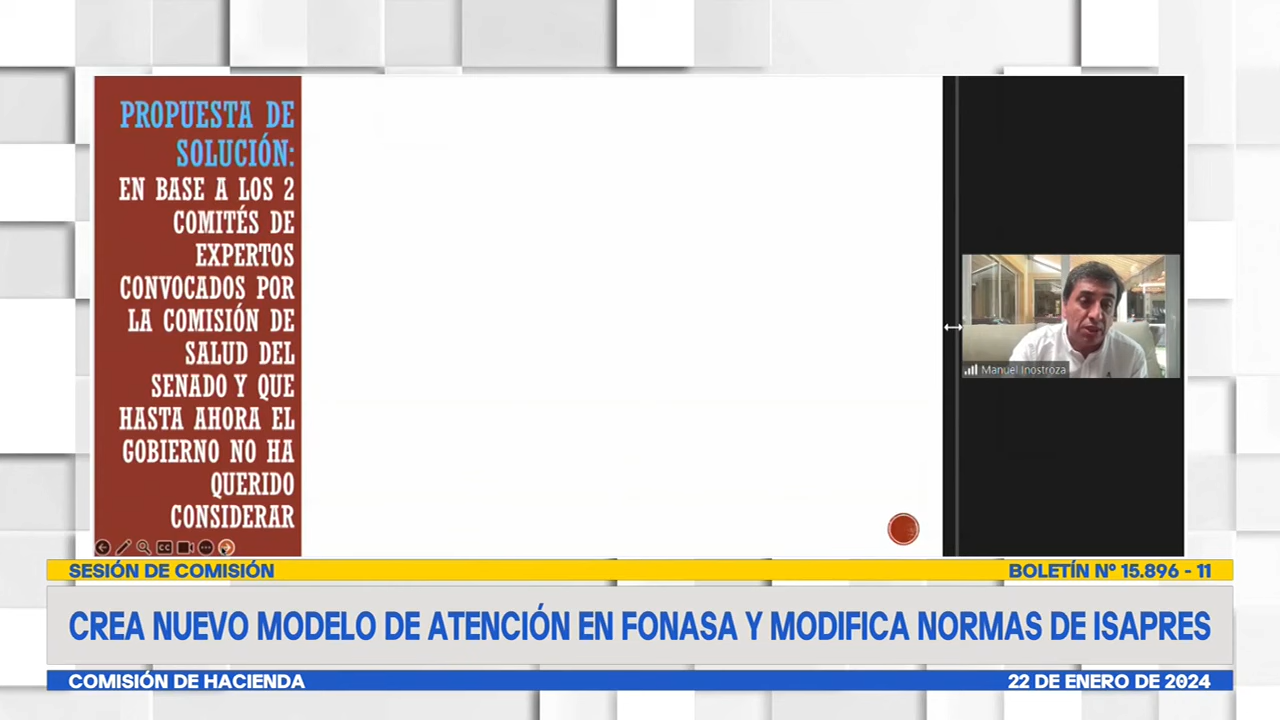 PROPUESTA DE
SOLUCIÓN:
EN BASE A LOS 2
COMITÉS DE
EXPERTOS
CONVOCADOS POR
LA COMISIÓN DE
SALUD DEL
SENADO Y QUE
HASTA AHORA EL
GOBIERNO NO HA
QUERIDO
CONSIDERAR
CC
Manuel Inostroza
SESIÓN DE COMISIÓN
BOLETÍN N° 15.896 - 11
CREA NUEVO MODELO DE ATENCIÓN EN FONASA Y MODIFICA NORMAS DE ISAPRES
COMISIÓN DE HACIENDA
22 DE ENERO DE 2024